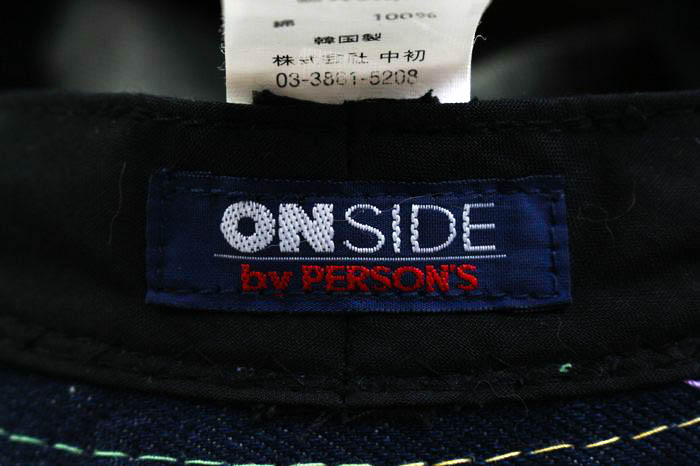 綿 100%
韓国製
株式会社 中初
03-3861-5208
ONSIDE
by PERSON'S